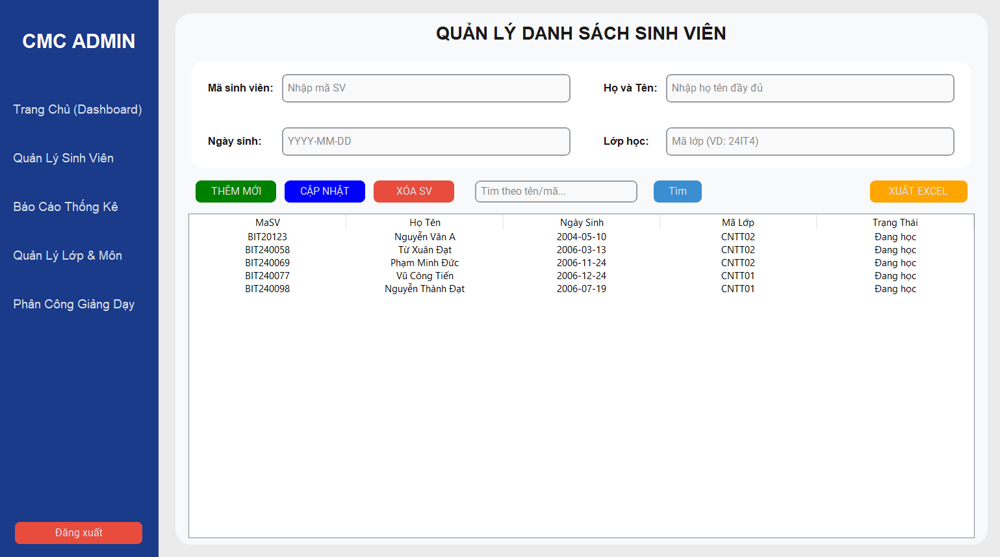 CMC ADMIN
Trang Chủ (Dashboard)
Quản Lý Sinh Viên
Báo Cáo Thống Kê
Quản Lý Lớp & Môn
Phân Công Giảng Dạy
Đăng xuất
QUẢN LÝ DANH SÁCH SINH VIÊN
Mã sinh viên: Nhập mã SV Họ và Tên: Nhập họ tên đầy đủ
Ngày sinh: YYYY-MM-DD Lớp học: Mã lớp (VD: 24IT4)
THÊM MỚI CẬP NHẬT XÓA SV Tìm theo tên/mã... Tìm XUẤT EXCEL
MaSV Họ Tên Ngày Sinh Mã Lớp Trạng Thái
BIT20123 Nguyễn Văn A 2004-05-10 CNTT02 Đang học
BIT240058 Từ Xuân Đạt 2006-03-13 CNTT02 Đang học
BIT240069 Phạm Minh Đức 2006-11-24 CNTT02 Đang học
BIT240077 Vũ Công Tiến 2006-12-24 CNTT01 Đang học
BIT240098 Nguyễn Thành Đạt 2006-07-19 CNTT01 Đang học